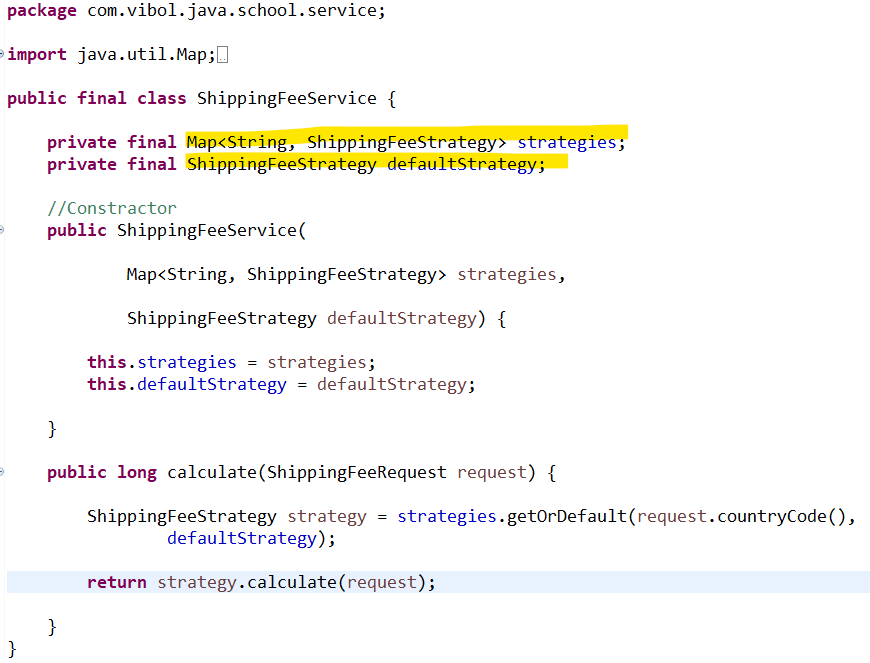 package com.vibol.java.school.service;
import java.util.Map;
public final class ShippingFeeService {
private final Map<String, ShippingFeeStrategy> strategies;
private final ShippingFeeStrategy defaultStrategy;
//Constractor
public ShippingFeeService(
Map<String, ShippingFeeStrategy> strategies,
ShippingFeeStrategy defaultStrategy) {
this.strategies = strategies;
this.defaultStrategy = defaultStrategy;
}
public long calculate(ShippingFeeRequest request) {
ShippingFeeStrategy strategy = strategies.getOrDefault(request.countryCode(),
defaultStrategy);
return strategy.calculate(request);
}
}